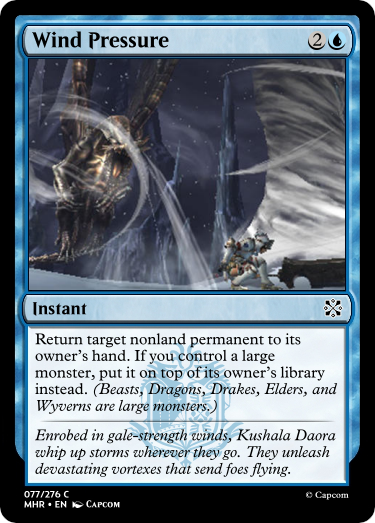 Wind Pressure 2
Instant
Return target nonland permanent to its
owner's hand. If you control a large
monster, put it on top of its owner's library
instead. (Beasts, Dragons, Drakes, Elders, and
Wyverns are large monsters.)
Enrobed in gale-strength winds, Kushala Daora
whip up storms wherever they go. They unleash
devastating vortexes that send foes flying.
077/276 C © Capcom
MHR • EN CAPCOM